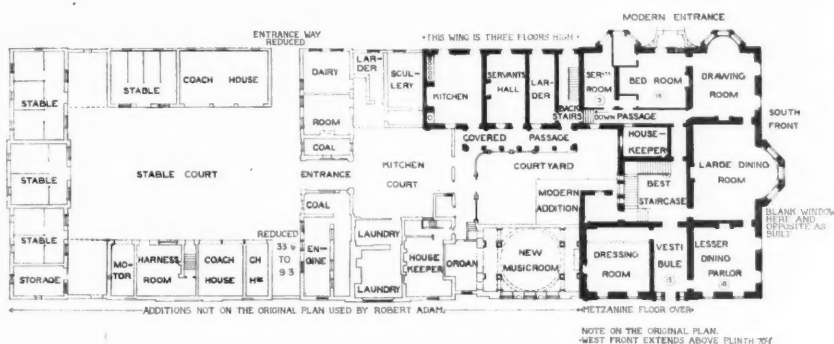 MODERN ENTRANCE
ENTRANCE WAY
REDUCED
•THIS WING IS THREE FLOORS HIGH•
STABLE
STABLE
COACH HOUSE
DAIRY
ROOM
LAR-
DER
SCUL-
LERY
KITCHEN
SERVANTS
HALL
LAR-
DER
BACK
STAIRS
ROOM
BED ROOM
DRAWING
ROOM
DOWN PASSAGE
SOUTH
FRONT
STABLE
STABLE COURT
COAL
ENTRANCE
COAL
KITCHEN
COURT
COVERED PASSAGE
COURTYARD
MODERN
ADDITION
HOUSE-
KEEPER
BEST
STAIRCASE
LARGE DINING
ROOM
BLANK WINDOW
HERE AND
OPPOSITE AS
BUILT
STABLE
STORAGE
MO-
TOR
HARNESS
ROOM
COACH
HOUSE
CH
HSE
REDUCED
33 6
TO
9 3
EN-
GINE
LAUNDRY
LAUNDRY
HOUSE
KEEPER
ORGAN
NEW
MUSICROOM
DRESSING
ROOM
VESTI
BULE
LESSER
DINING
PARLOR
ADDITIONS NOT ON THE ORIGINAL PLAN USED BY ROBERT ADAM.
METZANINE FLOOR OVER
NOTE ON THE ORIGINAL PLAN.
-WEST FRONT EXTENDS ABOVE PLINTH